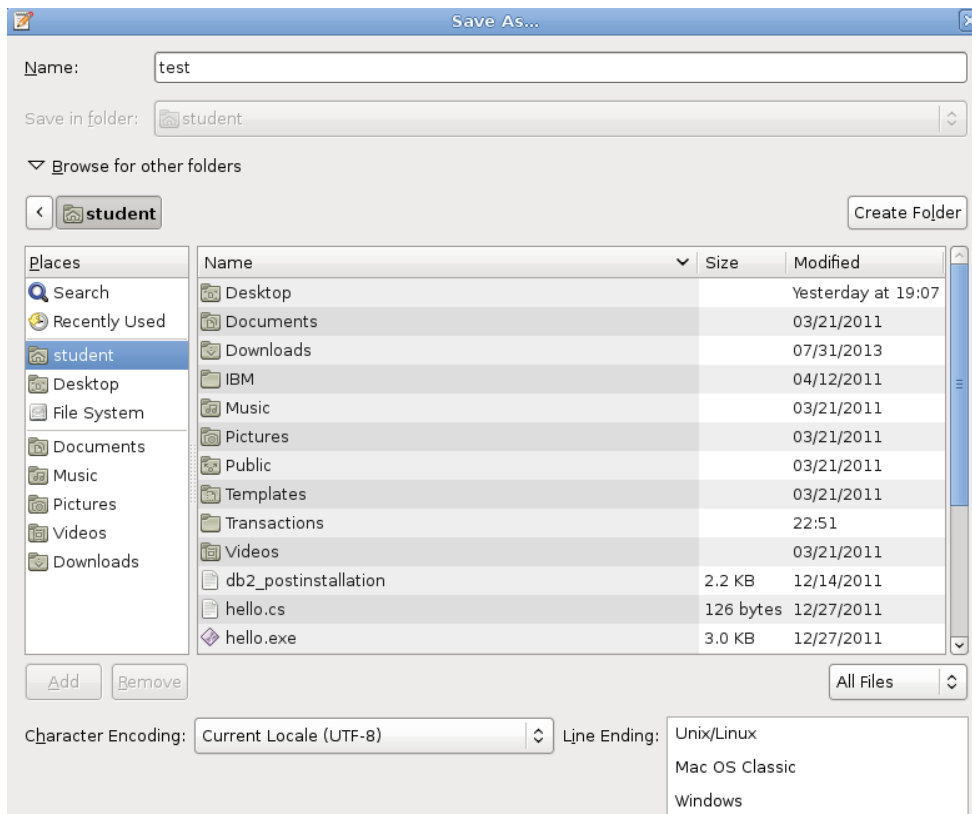 Save As...
Name: test
Save in folder: student
Browse for other folders
< student Create Folder
Places Name Size Modified
Search Desktop Yesterday at 19:07
Recently Used Documents 03/21/2011
student Downloads 07/31/2013
Desktop IBM 04/12/2011
File System Music 03/21/2011
Documents Pictures 03/21/2011
Music Public 03/21/2011
Pictures Templates 03/21/2011
Videos Transactions 22:51
Downloads Videos 03/21/2011
db2_postinstallation 2.2 KB 12/14/2011
hello.cs 126 bytes 12/27/2011
hello.exe 3.0 KB 12/27/2011
Add Remove All Files
Character Encoding: Current Locale (UTF-8) Line Ending: Unix/Linux
Mac OS Classic
Windows